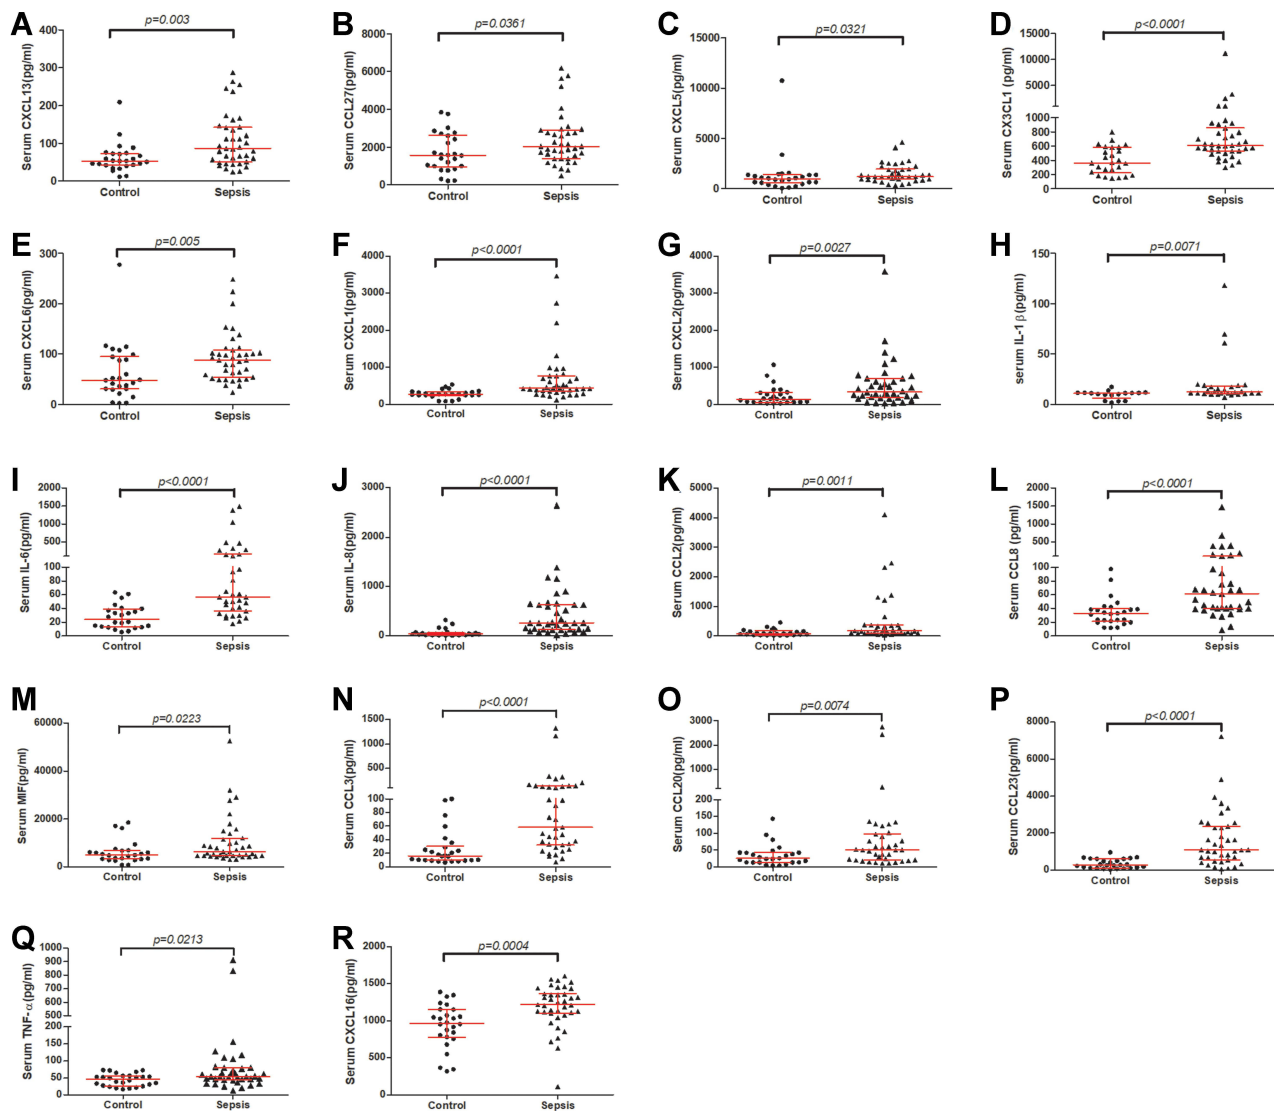 A
p=0.003
Serum CXCL13(pg/ml)
400
300
200
100
0
Control
Sepsis
B
p=0.0361
Serum CCL27(pg/ml)
8000
6000
4000
2000
0
Control
Sepsis
C
p=0.0321
Serum CXCL5(pg/ml)
15000
10000
5000
0
Control
Sepsis
D
p<0.0001
Serum CX3CL1 (pg/ml)
15000
10000
5000
1000
800
600
400
200
0
Control
Sepsis
E
p=0.005
Serum CXCL6(pg/ml)
300
200
100
0
Control
Sepsis
F
p<0.0001
Serum CXCL1(pg/ml)
4000
3000
2000
1000
0
Control
Sepsis
G
p=0.0027
Serum CXCL2(pg/ml)
4000
3000
2000
1000
0
Control
Sepsis
H
p=0.0071
serum IL-1 β(pg/ml)
150
100
50
0
Control
Sepsis
I
p<0.0001
Serum IL-6(pg/ml)
2000
1500
1000
500
100
80
60
40
20
0
Control
Sepsis
J
p<0.0001
Serum IL-8(pg/ml)
3000
2000
1000
0
Control
Sepsis
K
p=0.0011
Serum CCL2(pg/ml)
5000
4000
3000
2000
1000
0
Control
Sepsis
L
p<0.0001
Serum CCL8 (pg/ml)
2000
1500
1000
500
100
80
60
40
20
0
Control
Sepsis
M
p=0.0223
Serum MIF(pg/ml)
60000
40000
20000
0
Control
Sepsis
N
p<0.0001
Serum CCL3(pg/ml)
1500
1000
500
100
80
60
40
20
0
Control
Sepsis
O
p=0.0074
Serum CCL20(pg/ml)
3000
2000
1000
200
150
100
50
0
Control
Sepsis
P
p<0.0001
Serum CCL23(pg/ml)
8000
6000
4000
2000
0
Control
Sepsis
Q
p=0.0213
Serum TNF-α(pg/ml)
1000
900
800
700
600
500
200
150
100
50
0
Control
Sepsis
R
p=0.0004
Serum CXCL16(pg/ml)
2000
1500
1000
500
0
Control
Sepsis